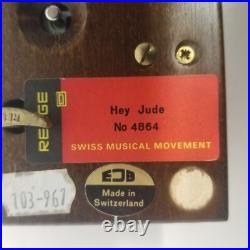 REUGE
Hey Jude
No 4864
SWISS MUSICAL MOVEMENT
EJB
Made in
Switzerland
103-967